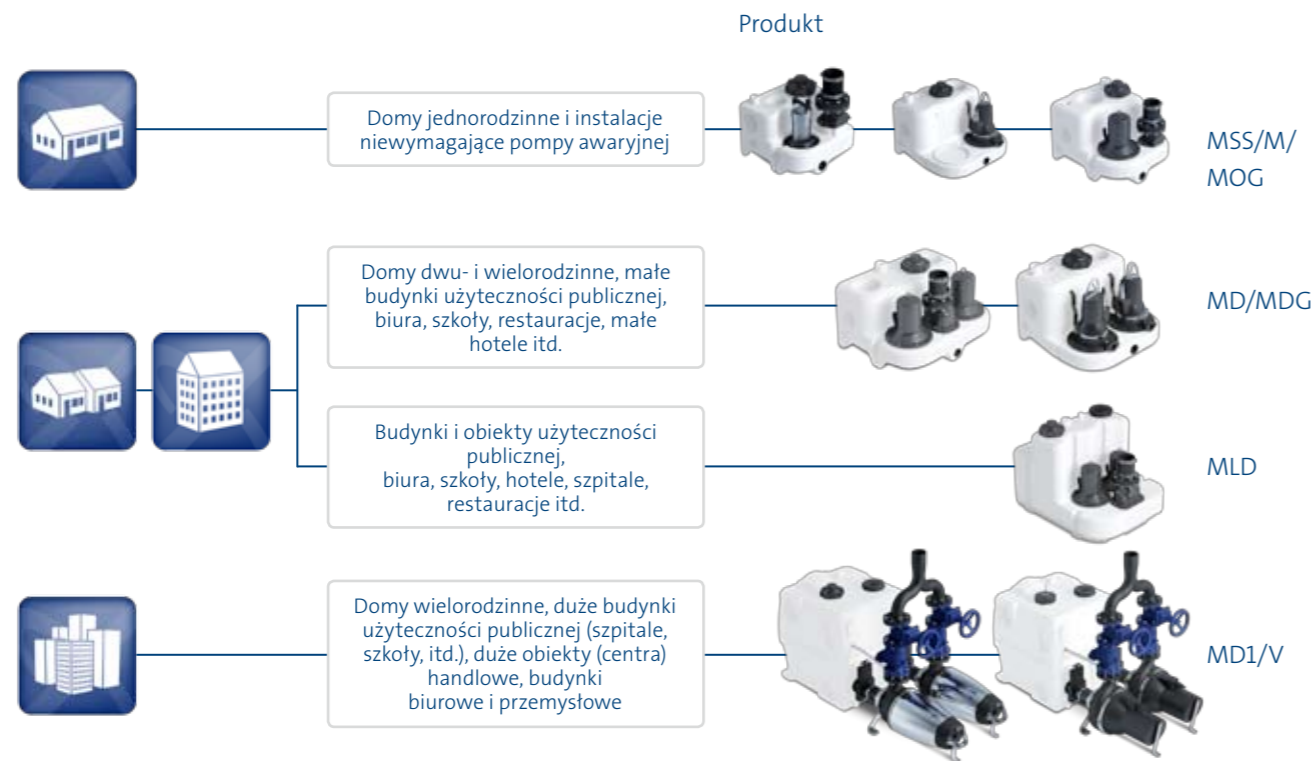 Produkt
Domy jednorodzinne i instalacje
niewymagające pompy awaryjnej
MSS/M/
MOG
Domy dwu- i wielorodzinne, małe
budynki użyteczności publicznej,
biura, szkoły, restauracje, małe
hotele itd.
MD/MDG
Budynki i obiekty użyteczności
publicznej,
biura, szkoły, hotele, szpitale,
restauracje itd.
MLD
Domy wielorodzinne, duże budynki
użyteczności publicznej (szpitale,
szkoły, itd.), duże obiekty (centra)
handlowe, budynki
biurowe i przemysłowe
MD1/V